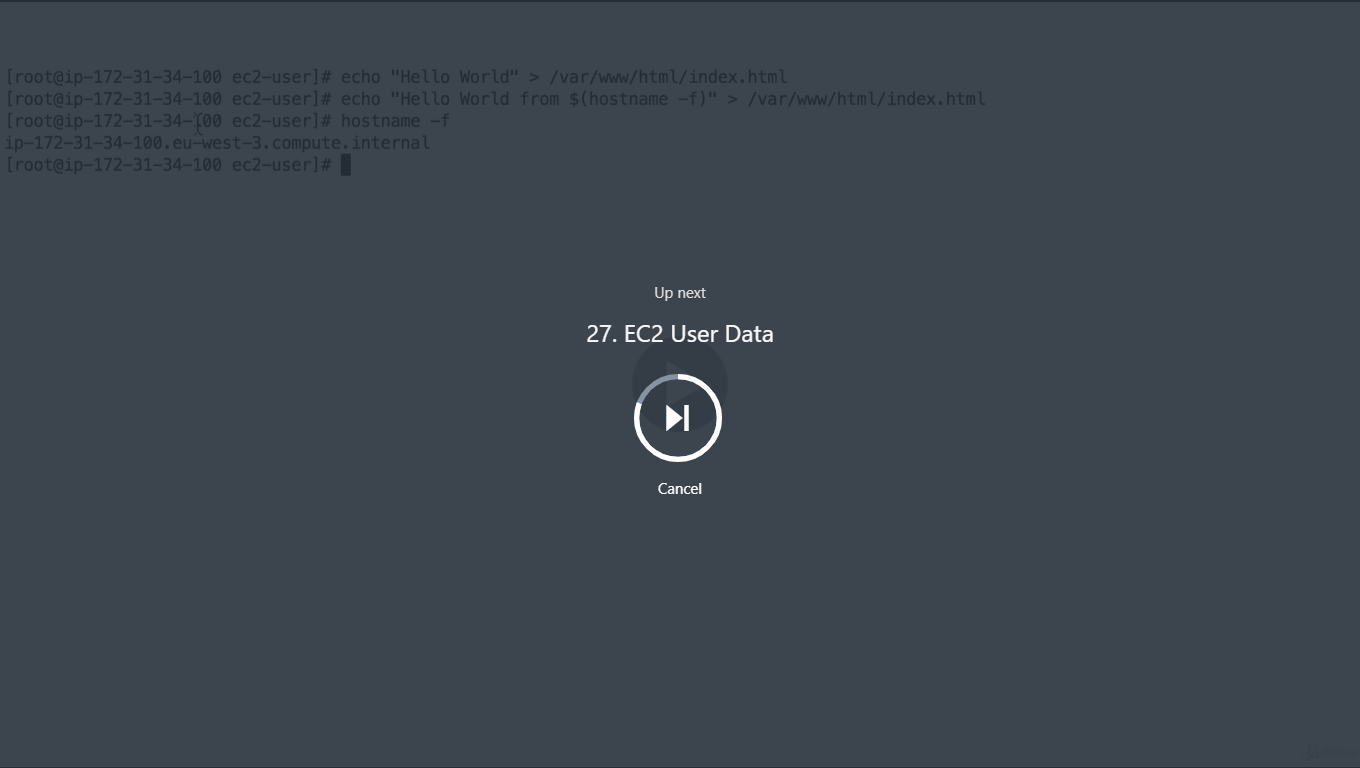 [root@ip-172-31-34-100 ec2-user]# echo "Hello World" > /var/www/html/index.html
[root@ip-172-31-34-100 ec2-user]# echo "Hello World from $(hostname -f)" > /var/www/html/index.html
[root@ip-172-31-34-100 ec2-user]# hostname -f
ip-172-31-34-100.eu-west-3.compute.internal
[root@ip-172-31-34-100 ec2-user]#
Up next
27. EC2 User Data
Cancel